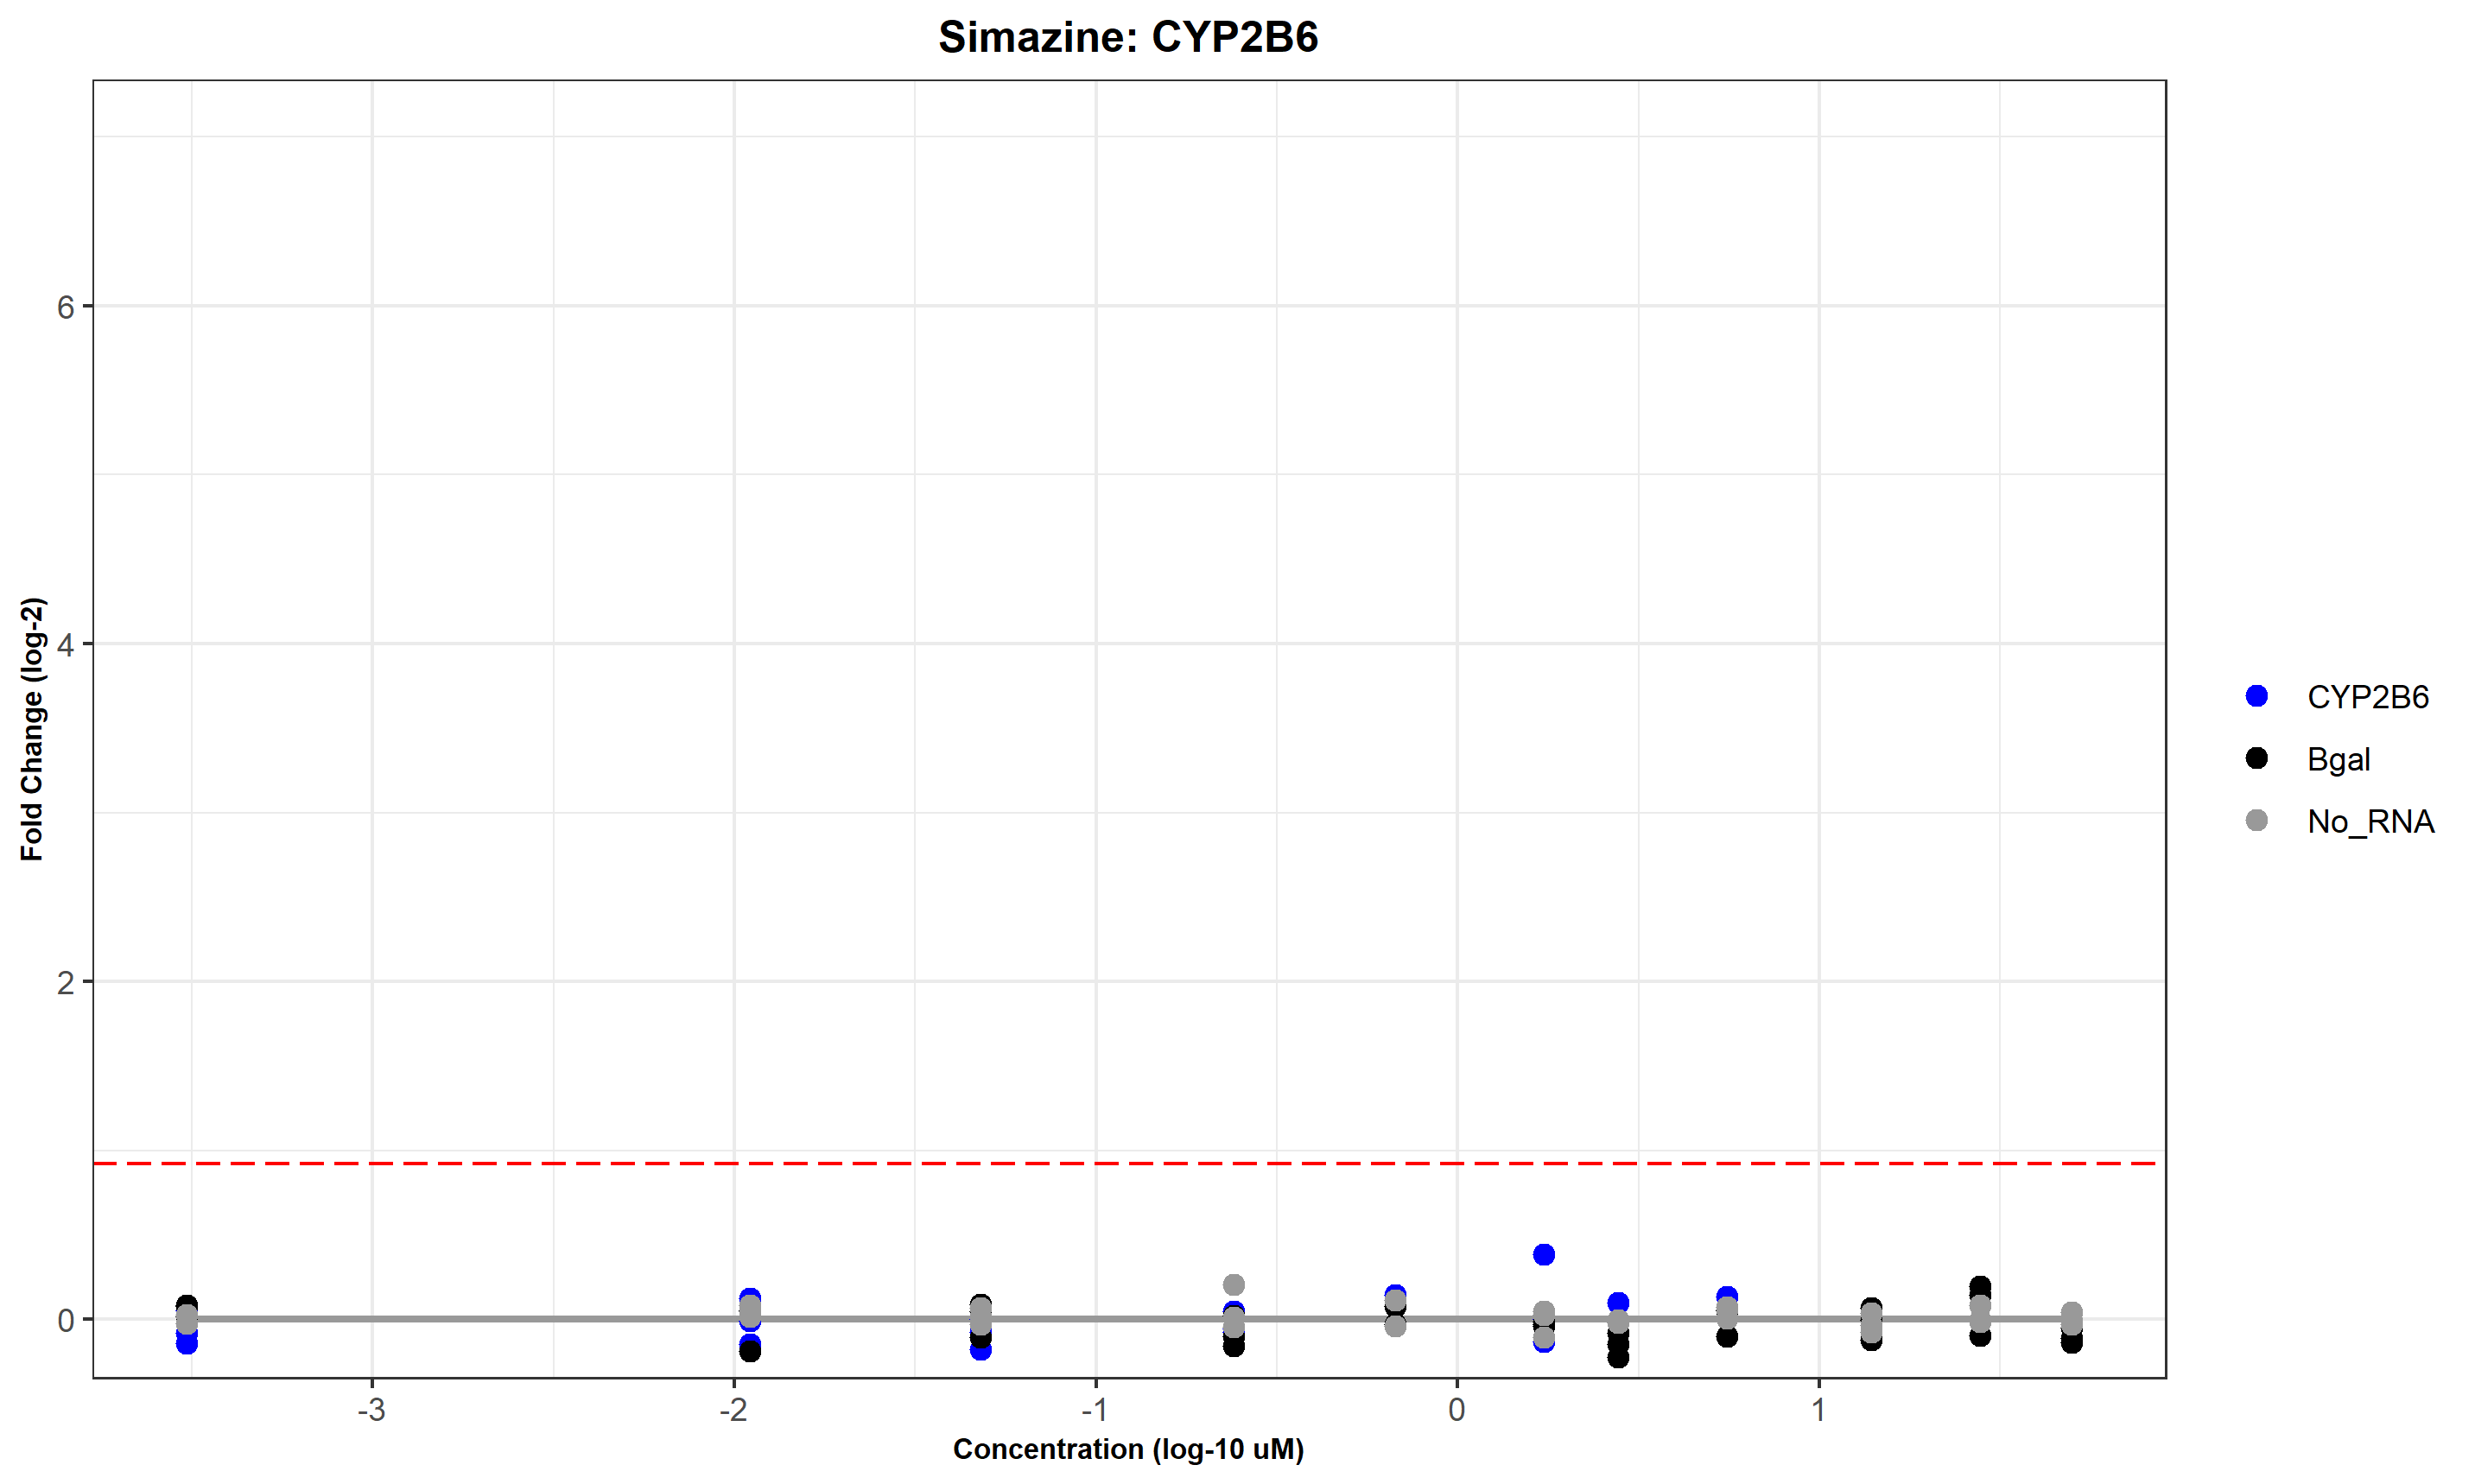 Simazine: CYP2B6
Fold Change (log-2)
6
4
2
0
-3
-2
-1
0
1
Concentration (log-10 uM)
CYP2B6
Bgal
No_RNA